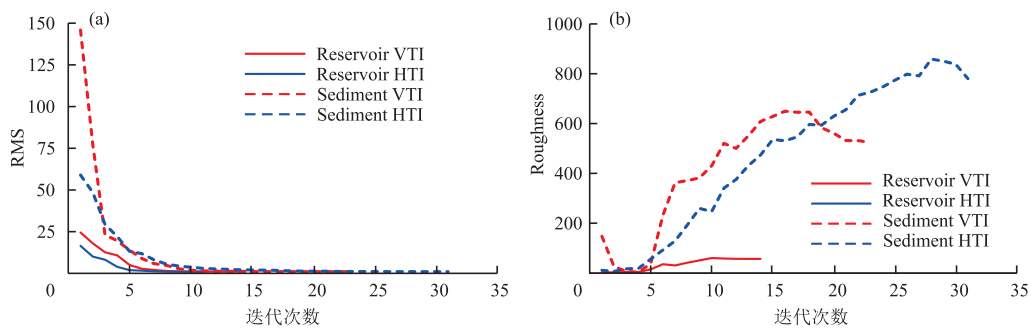 (a)
150
125
100
75
50
25
0
RMS
Reservoir VTI
Reservoir HTI
Sediment VTI
Sediment HTI
5 10 15 20 25 30 35
迭代次数
(b)
1000
800
600
400
200
0
Roughness
Reservoir VTI
Reservoir HTI
Sediment VTI
Sediment HTI
5 10 15 20 25 30 35
迭代次数